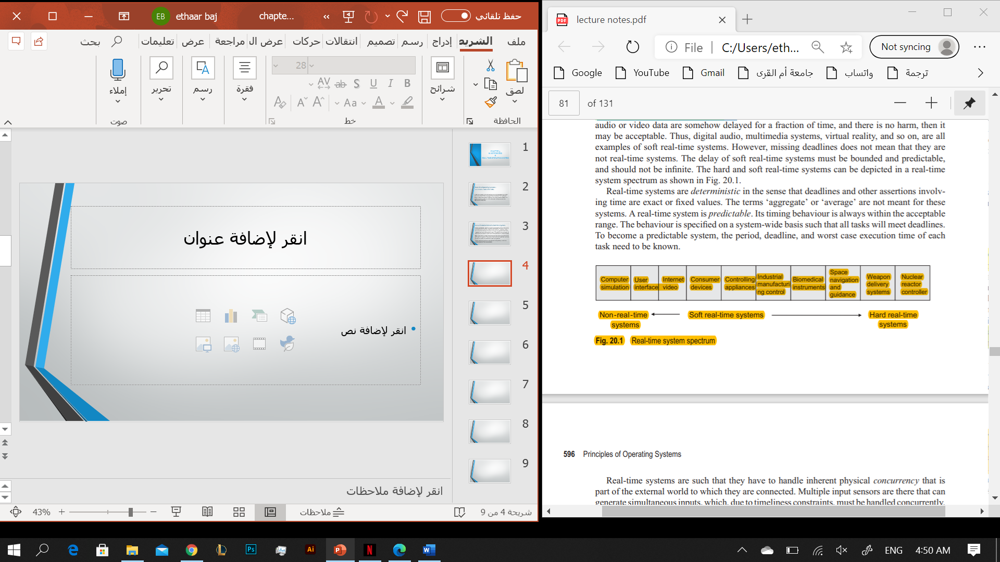 حفظ تلقائي
chapte...
ethaar baj
EB
ملف
الشريط
إدراج
رسم
تصميم
انتقالات
حركات
عرض ال
مراجعة
عرض
تعليمات
بحث
لصق
الحافظة
شرائح
28
B I U S ab AV
A Aa A A A
خط
فقرة
رسم
تحرير
إملاء
صوت
انقر لإضافة عنوان
انقر لإضافة نص
1
2
3
4
5
6
7
8
9
انقر لإضافة ملاحظات
شريحة 4 من 9
ملاحظات
43%
lecture notes.pdf
File
C:/Users/eth...
Not syncing
Google
YouTube
Gmail
جامعة أم القرى
واتساب
ترجمة
81 of 131
audio or video data are somehow delayed for a fraction of time, and there is no harm, then it
may be acceptable. Thus, digital audio, multimedia systems, virtual reality, and so on, are all
examples of soft real-time systems. However, missing deadlines does not mean that they are
not real-time systems. The delay of soft real-time systems must be bounded and predictable,
and should not be infinite. The hard and soft real-time systems can be depicted in a real-time
system spectrum as shown in Fig. 20.1.
Real-time systems are deterministic in the sense that deadlines and other assertions involv-
ing time are exact or fixed values. The terms ‘aggregate’ or ‘average’ are not meant for these
systems. A real-time system is predictable. Its timing behaviour is always within the acceptable
range. The behaviour is specified on a system-wide basis such that all tasks will meet deadlines.
To become a predictable system, the period, deadline, and worst case execution time of each
task need to be known.
Computer
simulation
User
interface
Internet
video
Consumer
devices
Controlling
appliances
Industrial
manufacturi
ng control
Biomedical
instruments
Space
navigation
and
guidance
Weapon
delivery
systems
Nuclear
reactor
controller
Non-real-time
systems
Soft real-time systems
Hard real-time
systems
Fig. 20.1 Real-time system spectrum
596 Principles of Operating Systems
Real-time systems are such that they have to handle inherent physical concurrency that is
part of the external world to which they are connected. Multiple input sensors are there that can
generate simultaneous inputs, which, due to timeliness constraints, must be handled concurrently.
Ps
Ai
P
N
W
ENG
4:50 AM